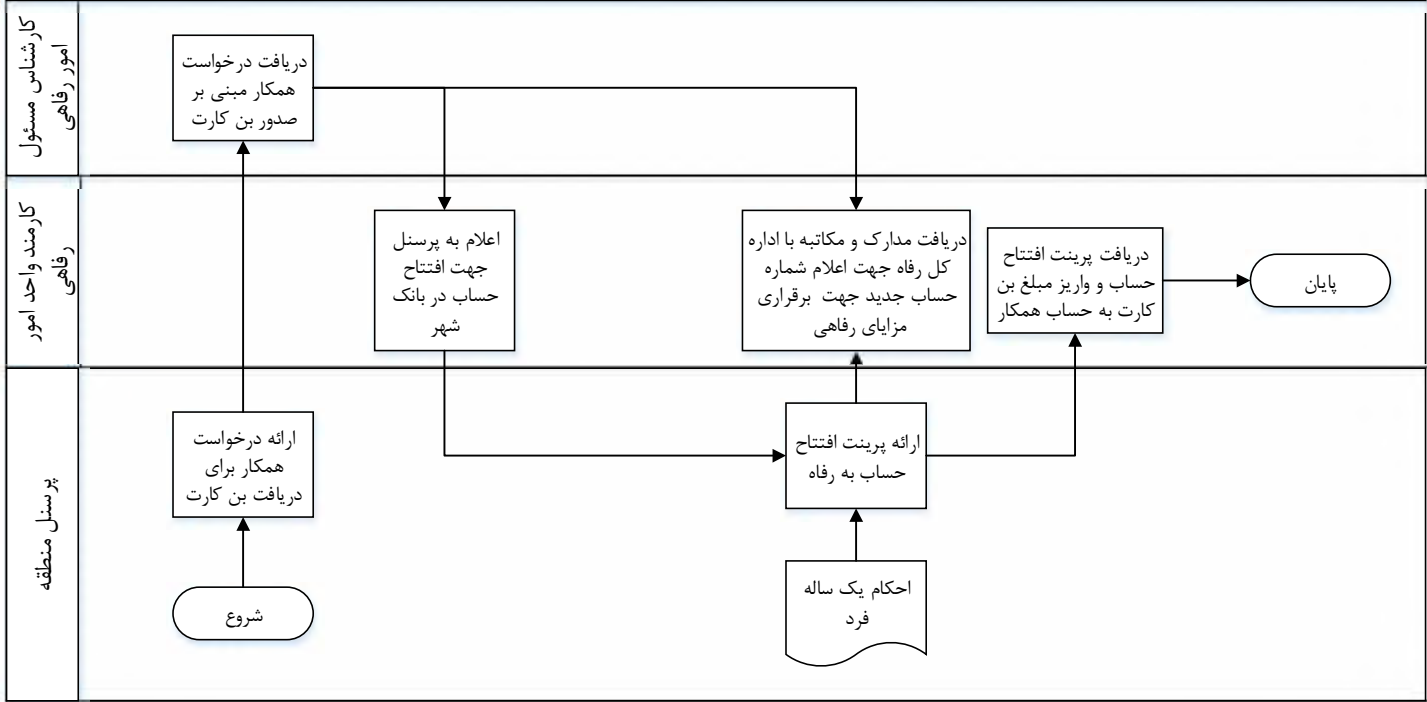 کارشناس مسئول
امور رفاهی
دریافت درخواست
همکار مبنی بر
صدور بن کارت
کارمند واحد امور
رفاهی
اعلام به پرسنل
جهت افتتاح
حساب در بانک
شهر
دریافت مدارک و مکاتبه با اداره
کل رفاه جهت اعلام شماره
حساب جدید جهت برقراری
مزایای رفاهی
دریافت پرینت افتتاح
حساب و واریز مبلغ بن
کارت به حساب همکار
پایان
پرسنل منطقه
ارائه درخواست
همکار برای
دریافت بن کارت
شروع
ارائه پرینت افتتاح
حساب به رفاه
احکام یک ساله
فرد